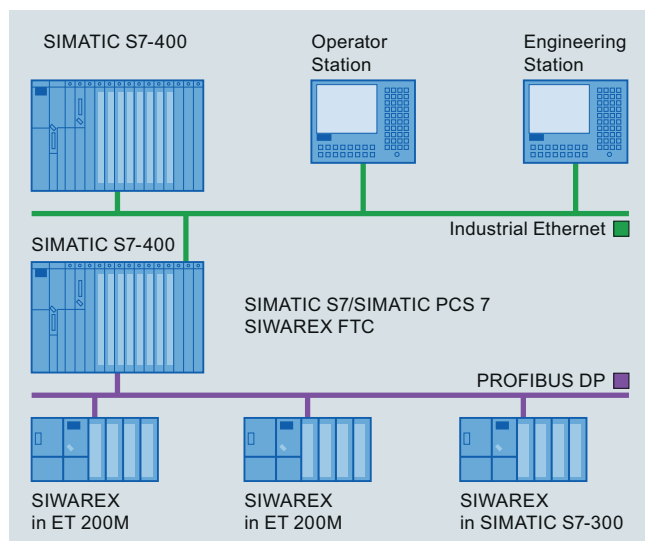 SIMATIC S7-400
Operator
Station
Engineering
Station
Industrial Ethernet
SIMATIC S7-400
SIMATIC S7/SIMATIC PCS 7
SIWAREX FTC
PROFIBUS DP
SIWAREX
in ET 200M
SIWAREX
in ET 200M
SIWAREX
in SIMATIC S7-300